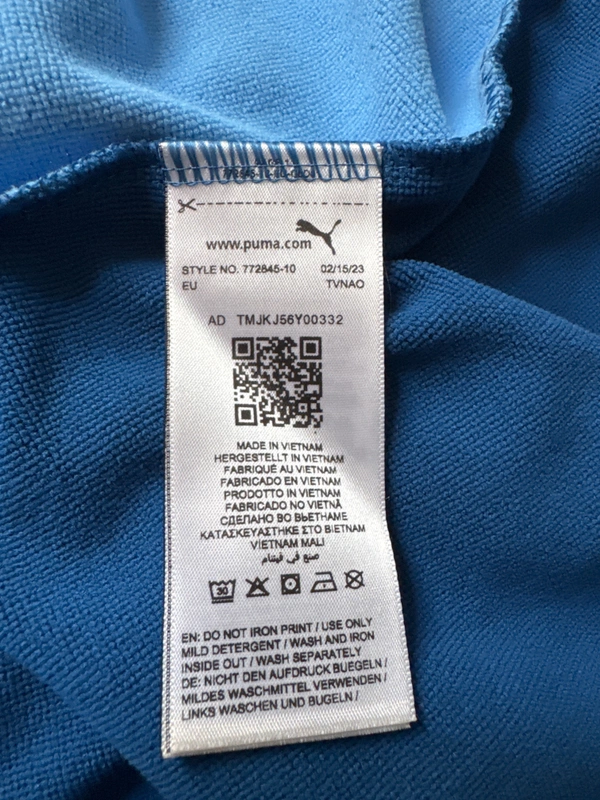 www.puma.com
STYLE NO. 772845-10 02/15/23
EU TVNAO
AD TMJKJ56Y00332
MADE IN VIETNAM
HERGESTELLT IN VIETNAM
FABRIQUÉ AU VIETNAM
FABRICADO EN VIETNAM
PRODOTTO IN VIETNAM
FABRICADO NO VIETNÃ
СДЕЛАНО ВО ВЬЕТНАМЕ
ΚΑΤΑΣΚΕΥΑΣΤΗΚΕ ΣΤΟ ΒΙΕΤΝΑΜ
VİETNAM MALI
صنع في فيتنام
30
EN: DO NOT IRON PRINT / USE ONLY
MILD DETERGENT / WASH AND IRON
INSIDE OUT / WASH SEPARATELY
DE: NICHT DEN AUFDRUCK BUEGELN /
MILDES WASCHMITTEL VERWENDEN /
LINKS WASCHEN UND BUGELN /